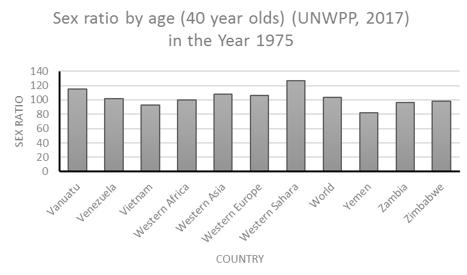 Sex ratio by age (40 year olds) (UNWPP, 2017)
in the Year 1975
SEX RATIO
140
120
100
80
60
40
20
0
Vanuatu
Venezuela
Vietnam
Western Africa
Western Asia
Western Europe
Western Sahara
World
Yemen
Zambia
Zimbabwe
COUNTRY